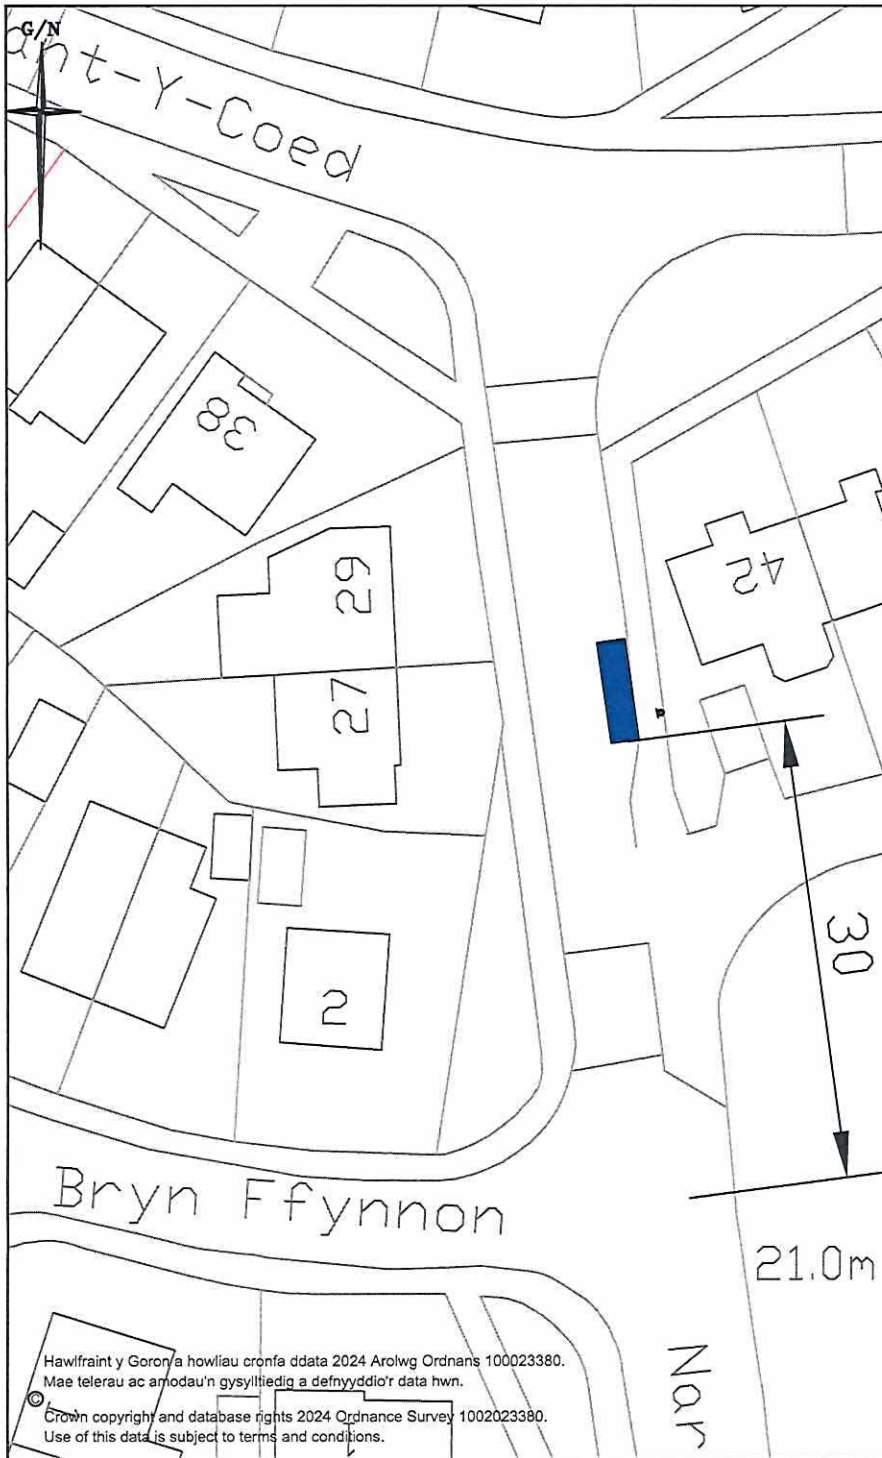 G/N
ant-Y-Coed
38
29
42
27
30
2
Bryn Ffynnon
21.0m
Nar
Hawlfraint y Goron a howliau cronfa ddata 2024 Arolwg Ordnans 100023380.
Mae telerau ac amodau'n gysylltiedig a defnyyddio'r data hwn.
©
Crown copyright and database rights 2024 Ordnance Survey 1002023380.
Use of this data is subject to terms and conditions.
1